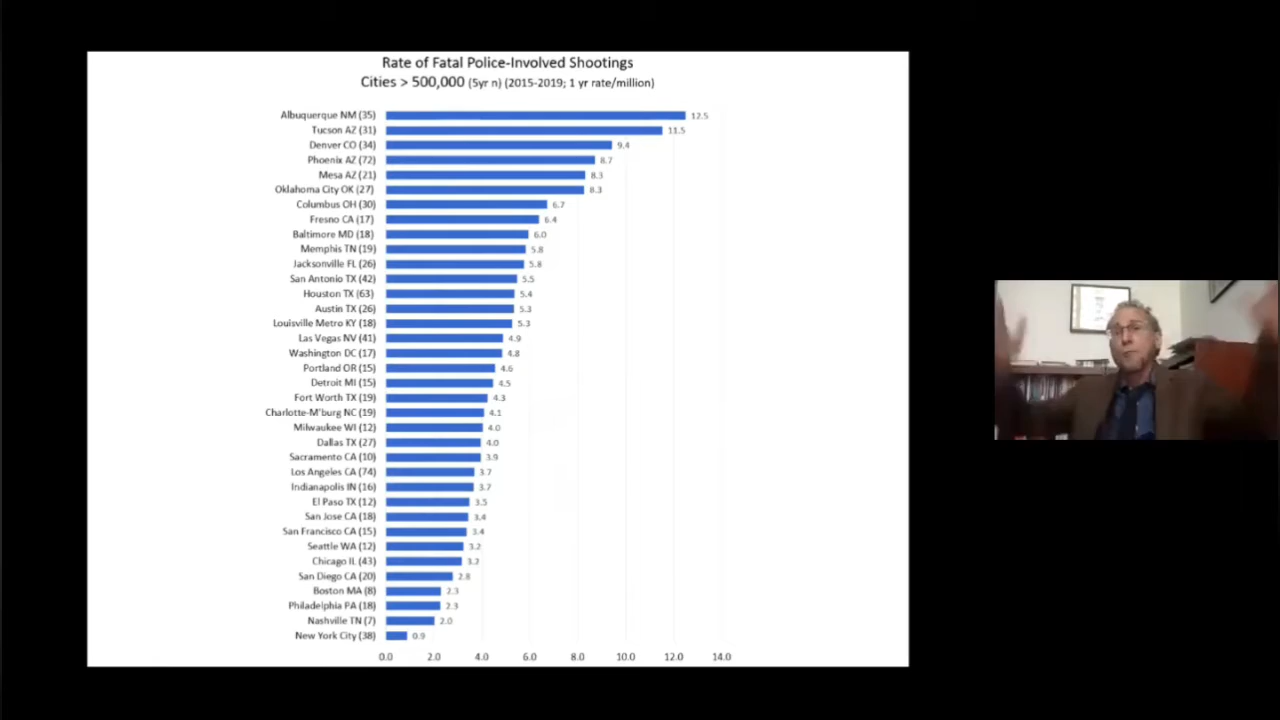 Rate of Fatal Police-Involved Shootings
Cities > 500,000 (5yr n) (2015-2019; 1 yr rate/million)
Albuquerque NM (35) 12.5
Tucson AZ (31) 11.5
Denver CO (34) 9.4
Phoenix AZ (72) 8.7
Mesa AZ (21) 8.3
Oklahoma City OK (27) 8.3
Columbus OH (30) 6.7
Fresno CA (17) 6.4
Baltimore MD (18) 6.0
Memphis TN (19) 5.8
Jacksonville FL (26) 5.8
San Antonio TX (42) 5.5
Houston TX (63) 5.4
Austin TX (26) 5.3
Louisville Metro KY (18) 5.3
Las Vegas NV (41) 4.9
Washington DC (17) 4.8
Portland OR (15) 4.6
Detroit MI (15) 4.5
Fort Worth TX (19) 4.3
Charlotte-M'burg NC (19) 4.1
Milwaukee WI (12) 4.0
Dallas TX (27) 4.0
Sacramento CA (10) 3.9
Los Angeles CA (74) 3.7
Indianapolis IN (16) 3.7
El Paso TX (12) 3.5
San Jose CA (18) 3.4
San Francisco CA (15) 3.4
Seattle WA (12) 3.2
Chicago IL (43) 3.2
San Diego CA (20) 2.8
Boston MA (8) 2.3
Philadelphia PA (18) 2.3
Nashville TN (7) 2.0
New York City (38) 0.9
0.0 2.0 4.0 6.0 8.0 10.0 12.0 14.0